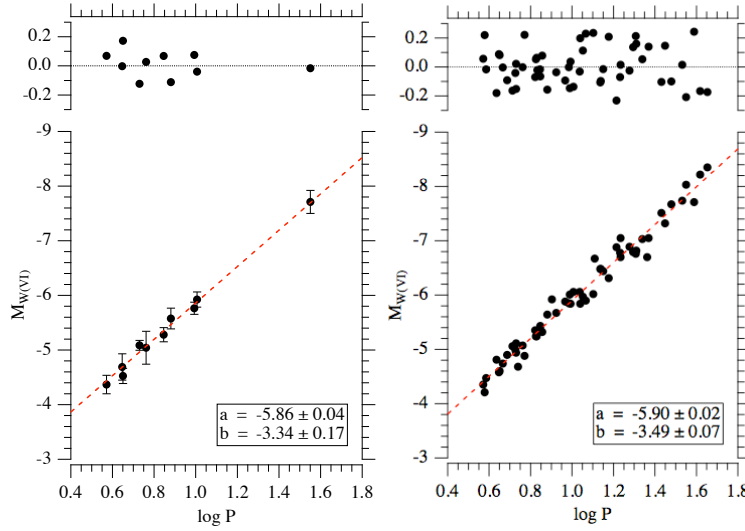 0.2
0.0
-0.2
-9
-8
-7
-6
-5
-4
-3
M_W(VI)
a = -5.86 ± 0.04
b = -3.34 ± 0.17
0.4 0.6 0.8 1.0 1.2 1.4 1.6 1.8
log P
0.2
0.0
-0.2
-9
-8
-7
-6
-5
-4
-3
M_W(VI)
a = -5.90 ± 0.02
b = -3.49 ± 0.07
0.4 0.6 0.8 1.0 1.2 1.4 1.6 1.8
log P